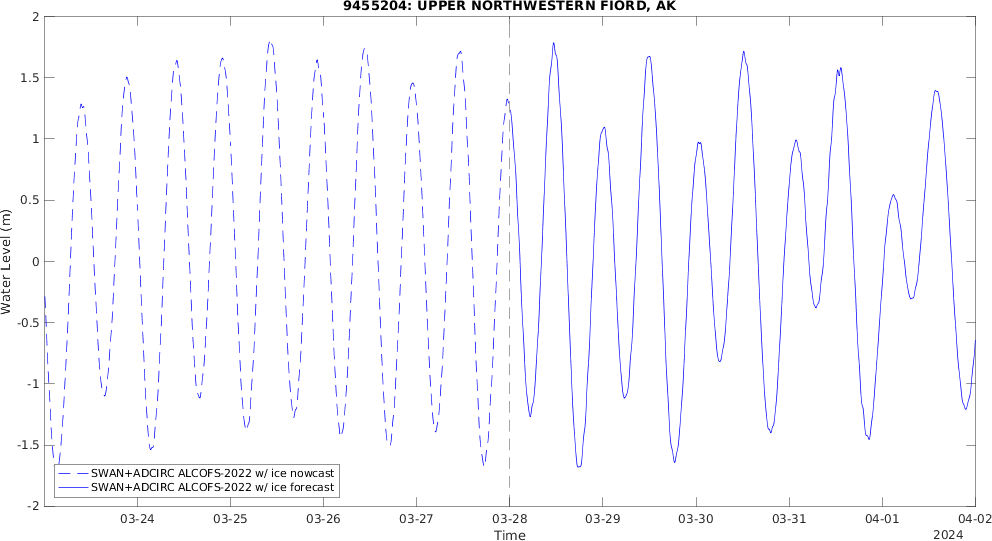 9455204: UPPER NORTHWESTERN FIORD, AK
2
1.5
1
0.5
0
-0.5
-1
-1.5
-2
Water Level (m)
SWAN+ADCIRC ALCOFS-2022 w/ ice nowcast
SWAN+ADCIRC ALCOFS-2022 w/ ice forecast
03-24 03-25 03-26 03-27 03-28 03-29 03-30 03-31 04-01 04-02
Time
2024